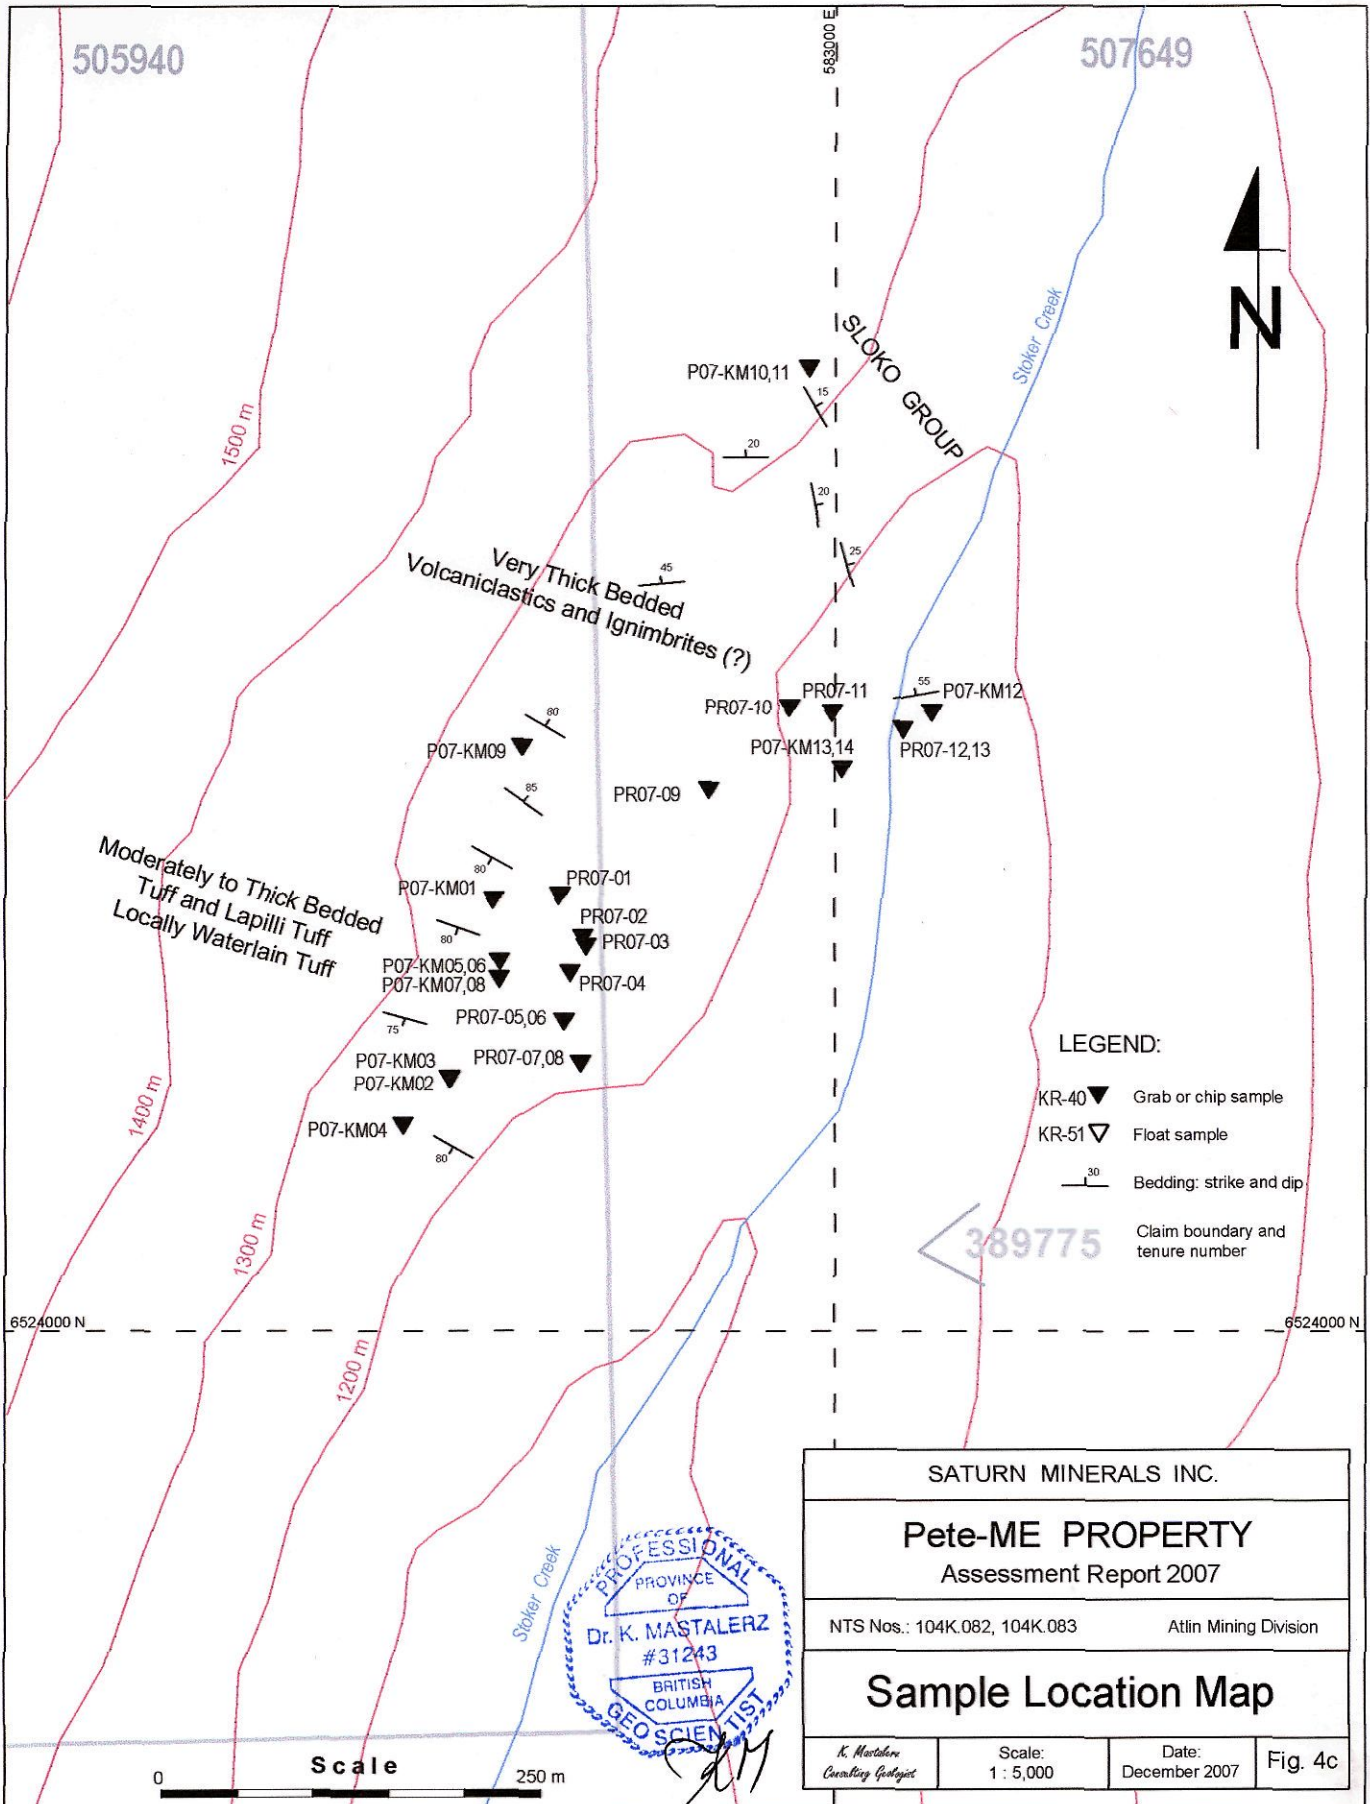 505940
583000 E
507649
N
Stoker Creek
SLOKO GROUP
P07-KM10,11
15
20
20
25
1500 m
Very Thick Bedded
Volcaniclastics and Ignimbrites (?)
45
55
P07-KM12
PR07-11
PR07-10
PR07-12,13
P07-KM13,14
80
P07-KM09
85
PR07-09
Moderately to Thick Bedded
Tuff and Lapilli Tuff
Locally Waterlain Tuff
80
P07-KM01
PR07-01
PR07-02
PR07-03
80
P07-KM05,06
P07-KM07,08
PR07-04
75
PR07-05,06
P07-KM03
P07-KM02
PR07-07,08
P07-KM04
80
1400 m
1300 m
1200 m
LEGEND:
KR-40 Grab or chip sample
KR-51 Float sample
30 Bedding: strike and dip
389775 Claim boundary and
tenure number
6524000 N
6524000 N
Stoker Creek
PROFESSIONAL
PROVINCE
OF
Dr. K. MASTALERZ
#31243
BRITISH
COLUMBIA
GEOSCIENTIST
Scale
0 250 m
SATURN MINERALS INC.
Pete-ME PROPERTY
Assessment Report 2007
NTS Nos.: 104K.082, 104K.083 Atlin Mining Division
Sample Location Map
K. Mastalerz
Consulting Geologist
Scale:
1 : 5,000
Date:
December 2007
Fig. 4c